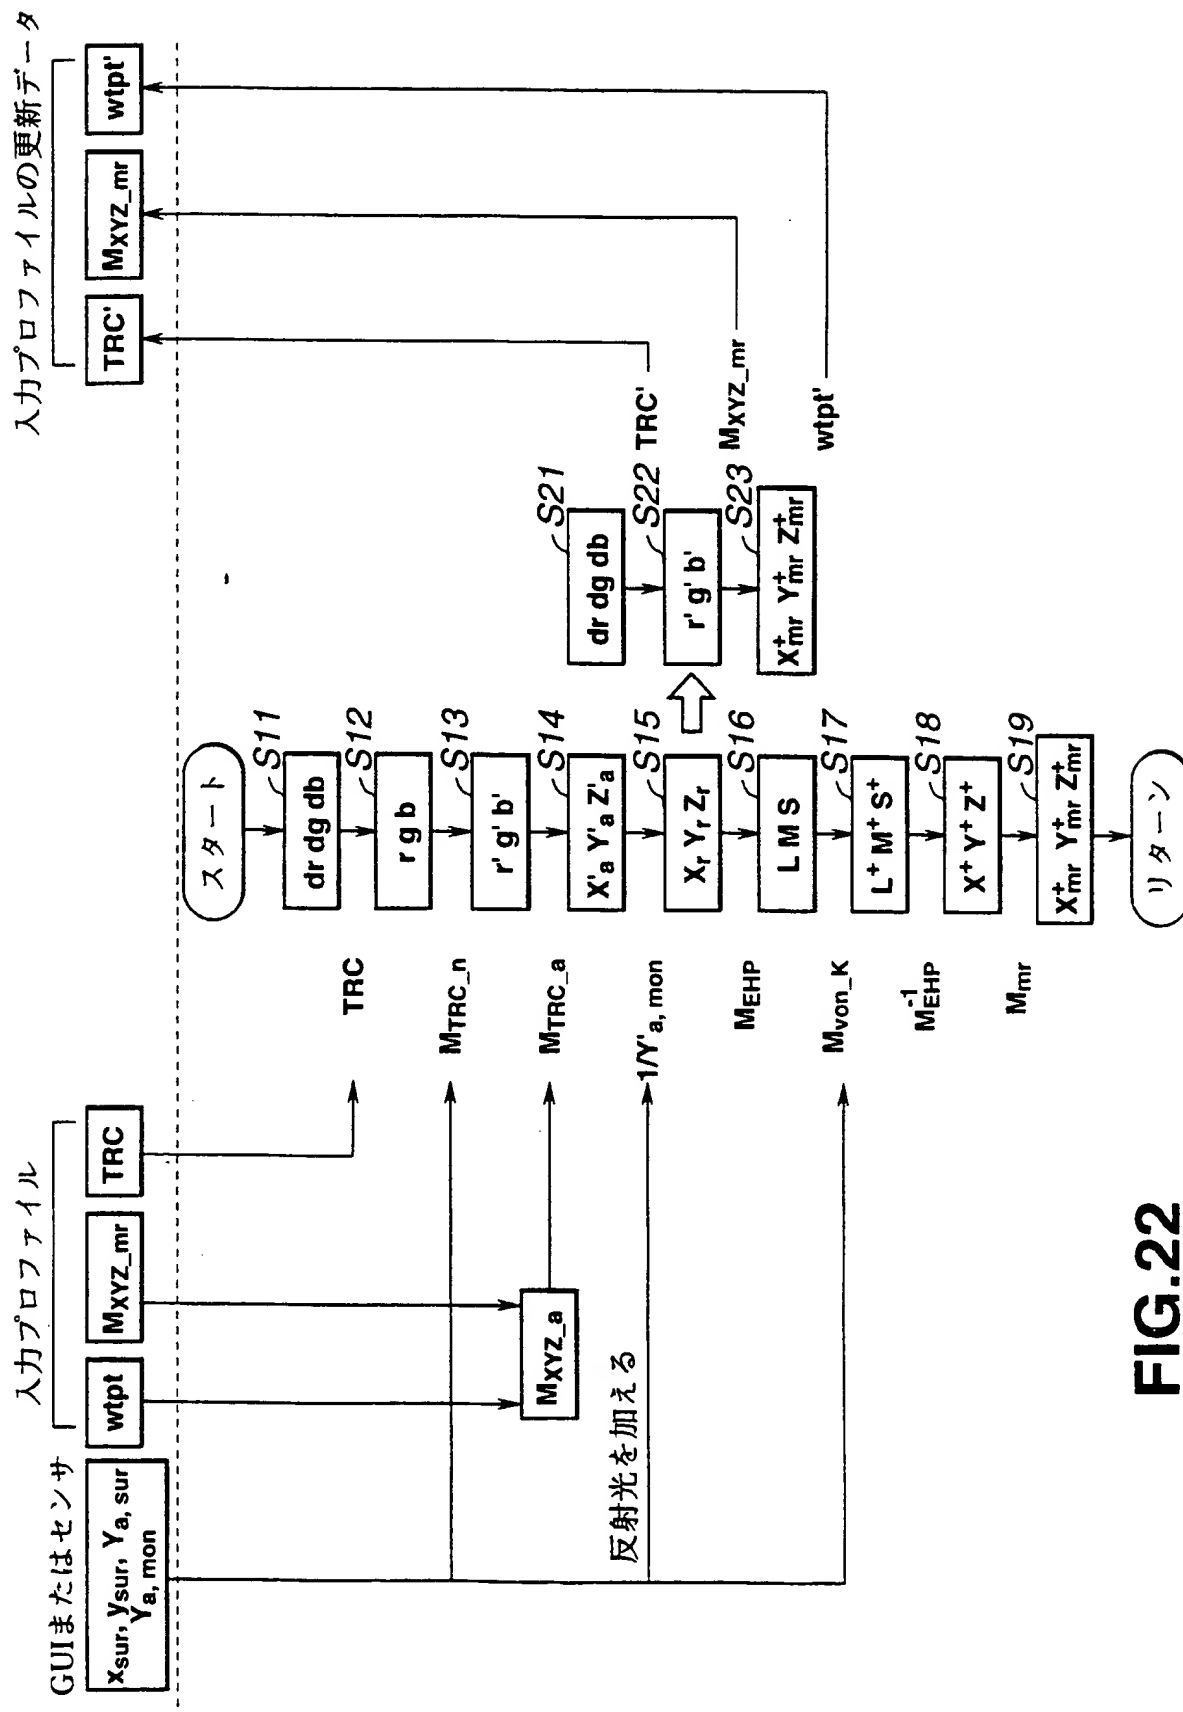 GUIまたはセンサ
入力プロファイル
入力プロファイルの更新データ
xsur, ysur, Ya, sur
Ya, mon
wtpt
MXYZ_mr
TRC
TRC'
MXYZ_mr
wtpt'
スタート
S11
dr dg db
TRC
S12
r g b
MTRC_n
S13
r' g' b'
MXYZ_a
MTRC_a
S14
X'a Y'a Z'a
反射光を加える
1/Y'a, mon
S15
Xr Yr Zr
MEHP
S16
L M S
Mvon_K
S17
L+ M+ S+
M-1EHP
S18
X+ Y+ Z+
Mmr
S19
X+mr Y+mr Z+mr
リターン
S21
dr dg db
S22
TRC'
r' g' b'
S23
MXYZ_mr
X+mr Y+mr Z+mr
wtpt'
FIG.22